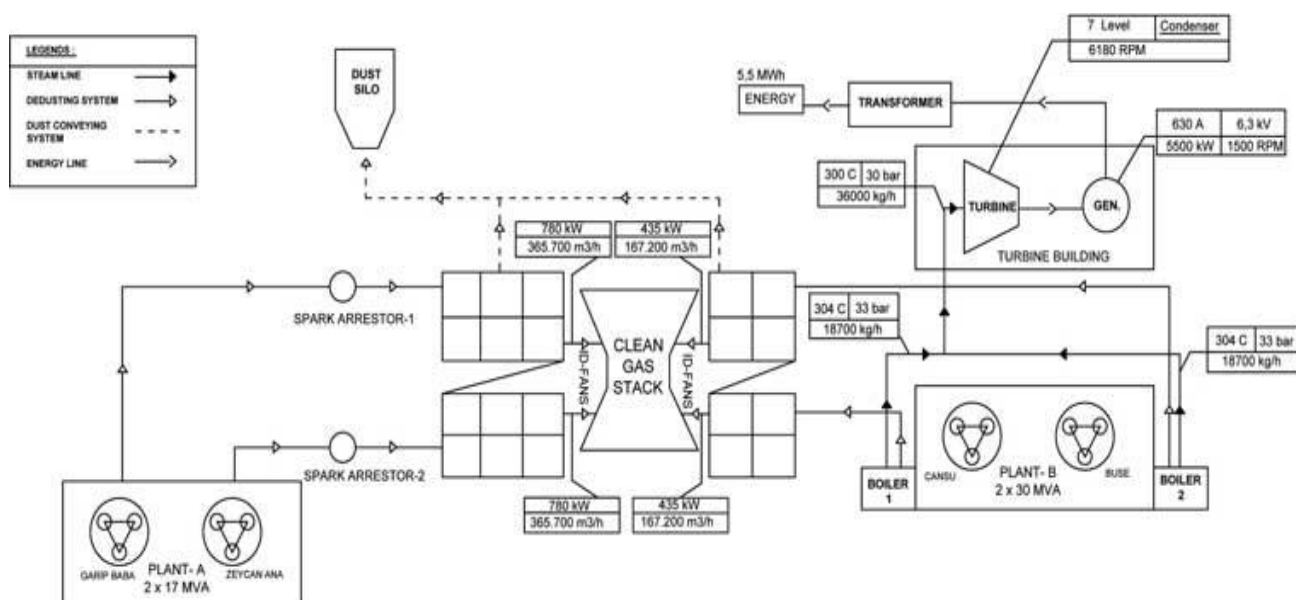 LEGENDS :
STEAM LINE
DEDUSTING SYSTEM
DUST CONVEYING
SYSTEM
ENERGY LINE
DUST
SILO
7 Level Condenser
6180 RPM
5,5 MWh
ENERGY
TRANSFORMER
630 A 6,3 kV
5500 kW 1500 RPM
300 C 30 bar
36000 kg/h
TURBINE
GEN.
TURBINE BUILDING
780 kW
365.700 m3/h
435 kW
167.200 m3/h
SPARK ARRESTOR-1
ID-FANS
CLEAN
GAS
STACK
ID-FANS
304 C 33 bar
18700 kg/h
304 C 33 bar
18700 kg/h
SPARK ARRESTOR-2
780 kW
365.700 m3/h
435 kW
167.200 m3/h
BOILER
1
CANSU
PLANT- B
2 x 30 MVA
BUSE
BOILER
2
GARIP BABA
PLANT- A
2 x 17 MVA
ZEYCAN ANA